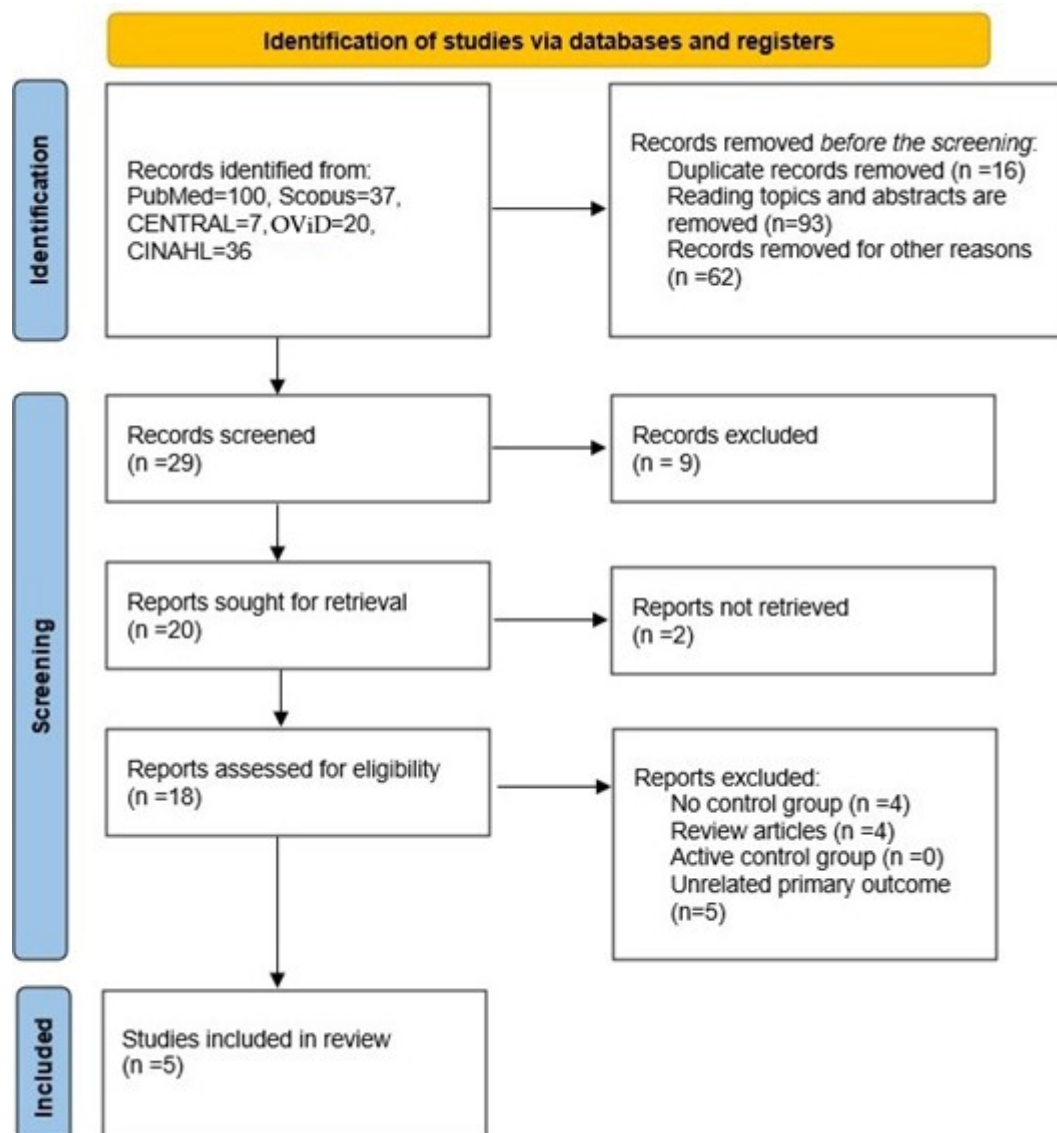 Identification of studies via databases and registers
Identification
Records identified from:
PubMed=100, Scopus=37,
CENTRAL=7, OViD=20,
CINAHL=36
Records removed before the screening:
Duplicate records removed (n =16)
Reading topics and abstracts are
removed (n=93)
Records removed for other reasons
(n =62)
Screening
Records screened
(n =29)
Records excluded
(n = 9)
Reports sought for retrieval
(n =20)
Reports not retrieved
(n =2)
Reports assessed for eligibility
(n =18)
Reports excluded:
No control group (n =4)
Review articles (n =4)
Active control group (n =0)
Unrelated primary outcome
(n=5)
Included
Studies included in review
(n =5)